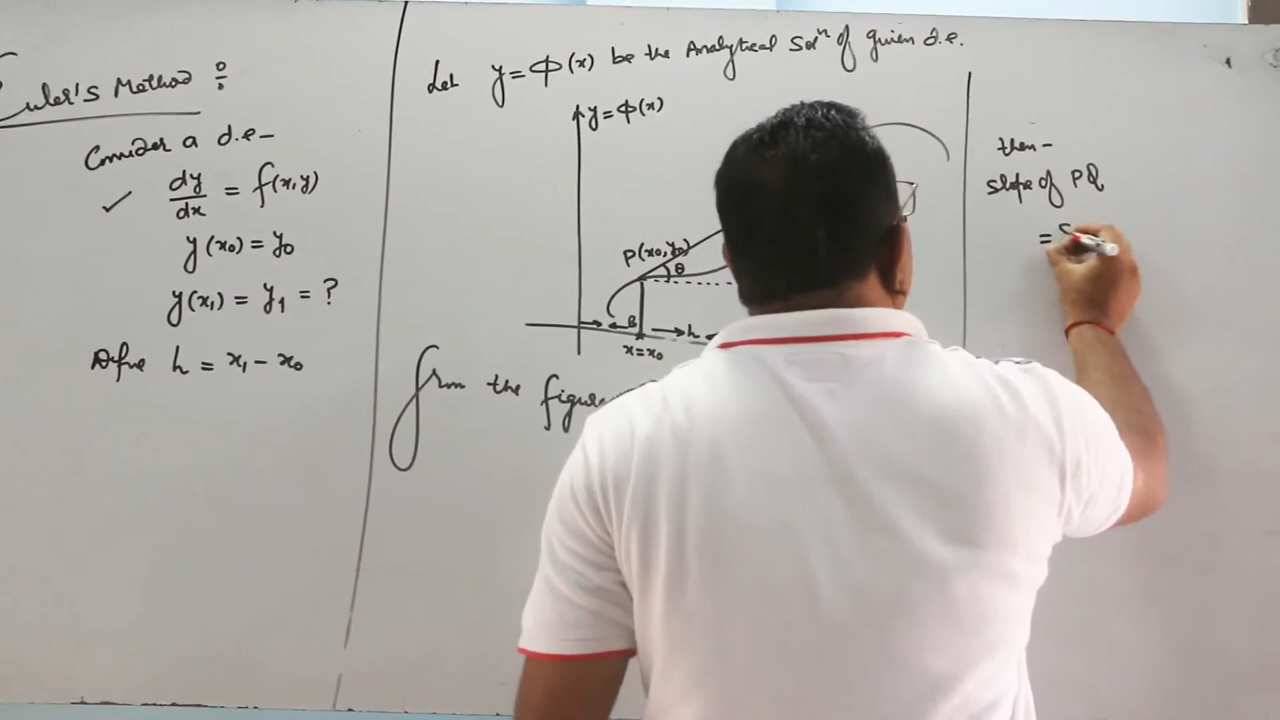 Euler's Method :
Consider a d.e-
✓ dy/dx = f(x,y)
y(x₀) = y₀
y(x₁) = y₁ = ?
Define h = x₁ - x₀
Let y = Φ(x) be the Analytical Solⁿ of given d.e.
y = Φ(x)
P(x₀,y₀)
θ
h
x=x₀
from the figure
then-
slope of PQ
=